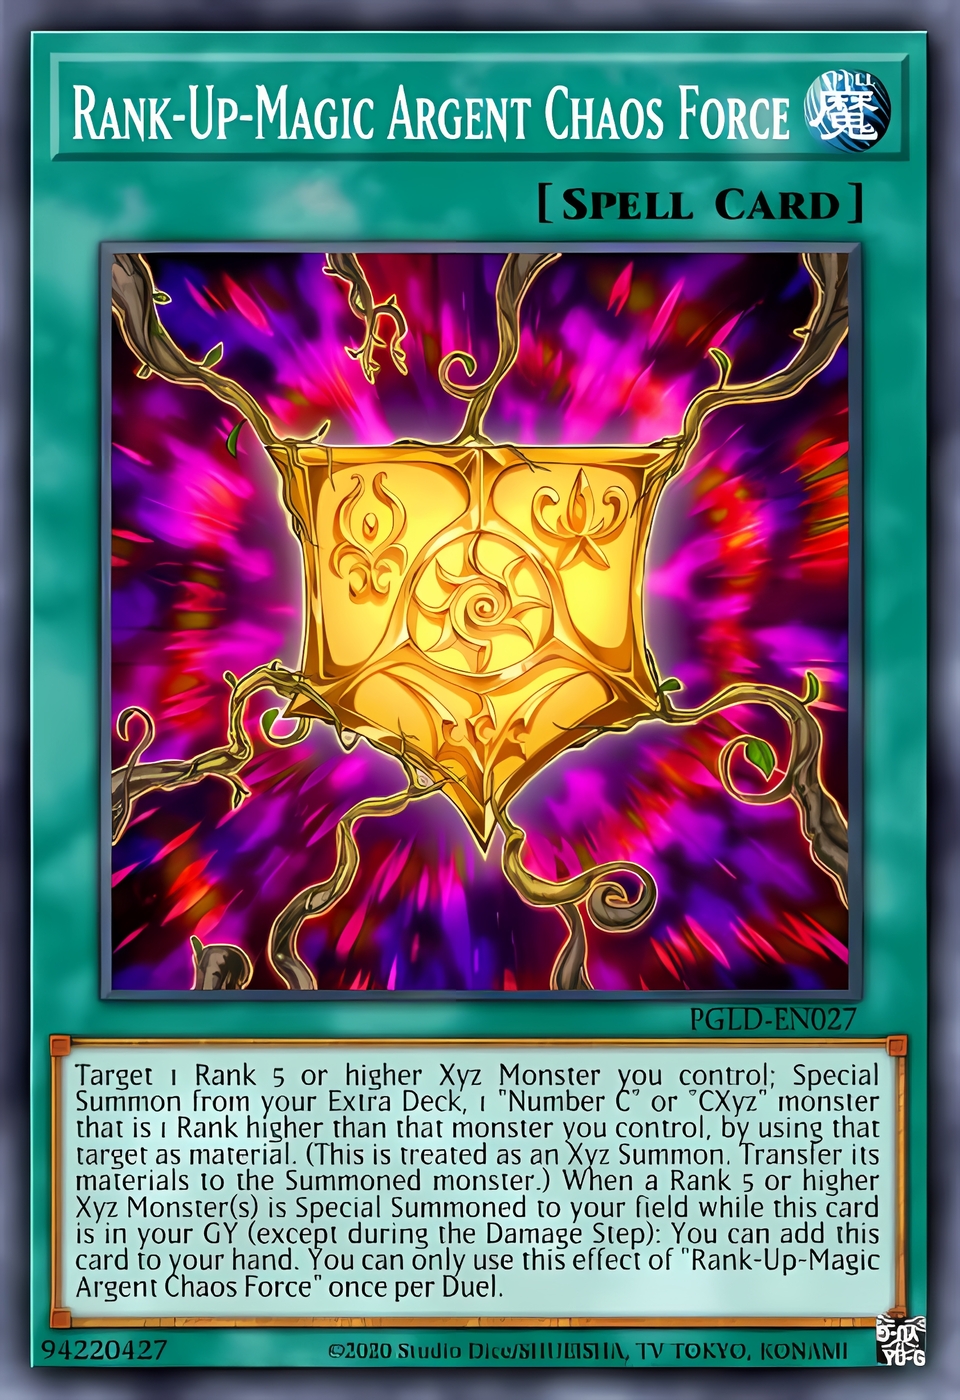 Rank-Up-Magic Argent Chaos Force
魔
[Spell Card]
PGLD-EN027
Target 1 Rank 5 or higher Xyz Monster you control; Special
Summon from your Extra Deck, 1 "Number C" or "CXyz" monster
that is 1 Rank higher than that monster you control, by using that
target as material. (This is treated as an Xyz Summon. Transfer its
materials to the Summoned monster.) When a Rank 5 or higher
Xyz Monster(s) is Special Summoned to your field while this card
is in your GY (except during the Damage Step): You can add this
card to your hand. You can only use this effect of "Rank-Up-Magic
Argent Chaos Force" once per Duel.
94220427
©2020 Studio Dice/SHUEISHA, TV TOKYO, KONAMI